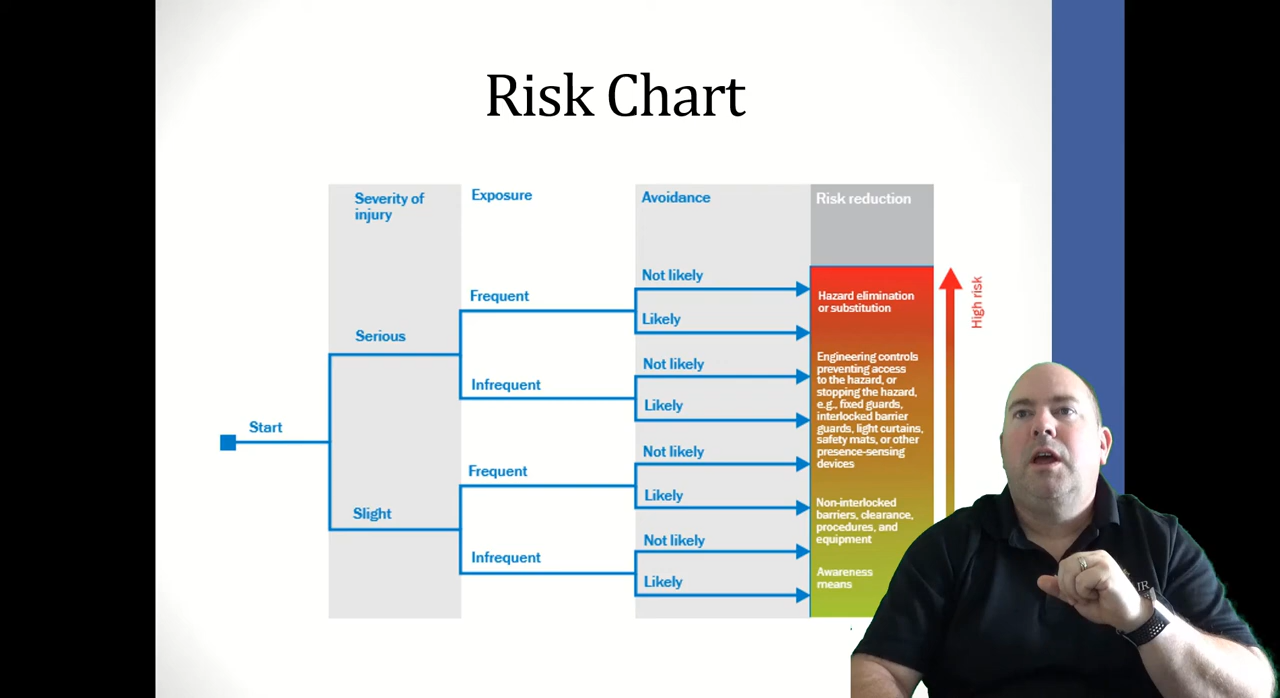 Risk Chart
Severity of
injury
Exposure
Avoidance
Risk reduction
Start
Serious
Slight
Frequent
Infrequent
Frequent
Infrequent
Not likely
Likely
Not likely
Likely
Not likely
Likely
Not likely
Likely
Hazard elimination
or substitution
Engineering controls
preventing access
to the hazard, or
stopping the hazard,
e.g., fixed guards,
interlocked barrier
guards, light curtains,
safety mats, or other
presence-sensing
devices
Non-interlocked
barriers, clearance,
procedures, and
equipment
Awareness
means
High risk